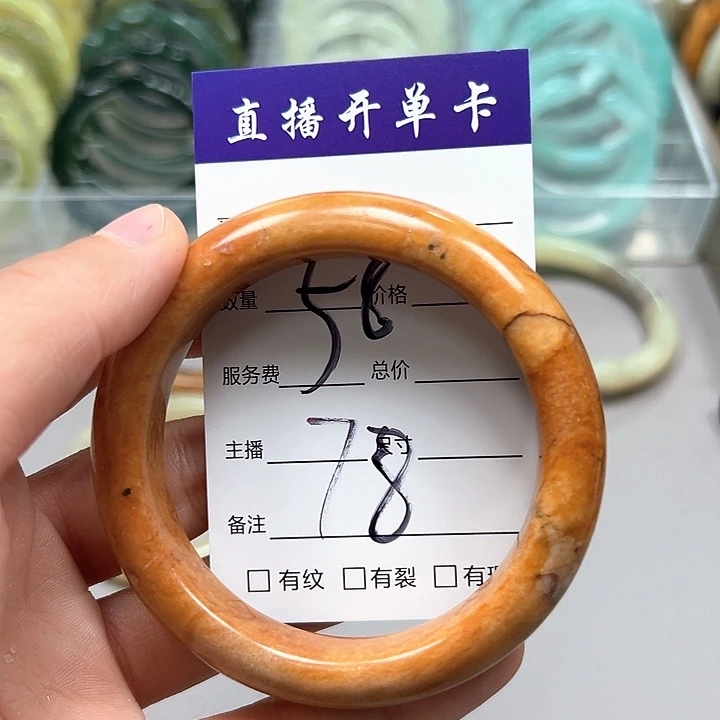 直播开单卡
数量 价格
56
服务费 总价
主播 尺寸
78
备注
有纹 有裂 有